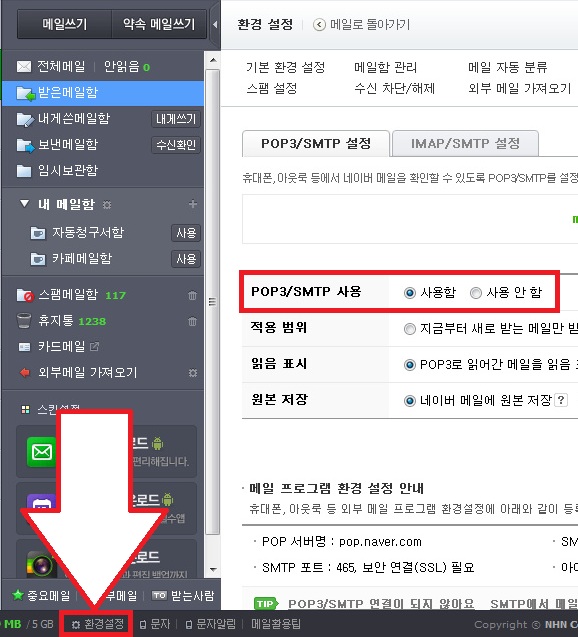 메일쓰기
약속 메일쓰기
환경 설정
메일로 돌아가기
전체메일
안읽음 0
받은메일함
내게쓴메일함
내게쓰기
보낸메일함
수신확인
임시보관함
내 메일함
자동청구서함
사용
카페메일함
사용
스팸메일함 117
휴지통 1238
카드메일
외부메일 가져오기
스킨설정
로드
편리해집니다.
로드
로드
중요메일
메일
TO 받는사람
MB / 5 GB
환경설정
문자
문자알림
메일활용팁
기본 환경 설정
메일함 관리
메일 자동 분류
스팸 설정
수신 차단/해제
외부 메일 가져오기
POP3/SMTP 설정
IMAP/SMTP 설정
휴대폰, 아웃룩 등에서 네이버 메일을 확인할 수 있도록 POP3/SMTP를 설정
POP3/SMTP 사용
사용함
사용 안 함
적용 범위
지금부터 새로 받는 메일만 받
읽음 표시
POP3로 읽어간 메일을 읽음
원본 저장
네이버 메일에 원본 저장 ?
메일 프로그램 환경 설정 안내
휴대폰, 아웃룩 등 외부 메일 프로그램 환경설정에 아래와 같이 등록
POP 서버명 : pop.naver.com
SM
SMTP 포트 : 465, 보안 연결(SSL) 필요
아이
TIP
POP3/SMTP 연결이 되지 않아요
SMTP에서 메일
Copyright © NHN C